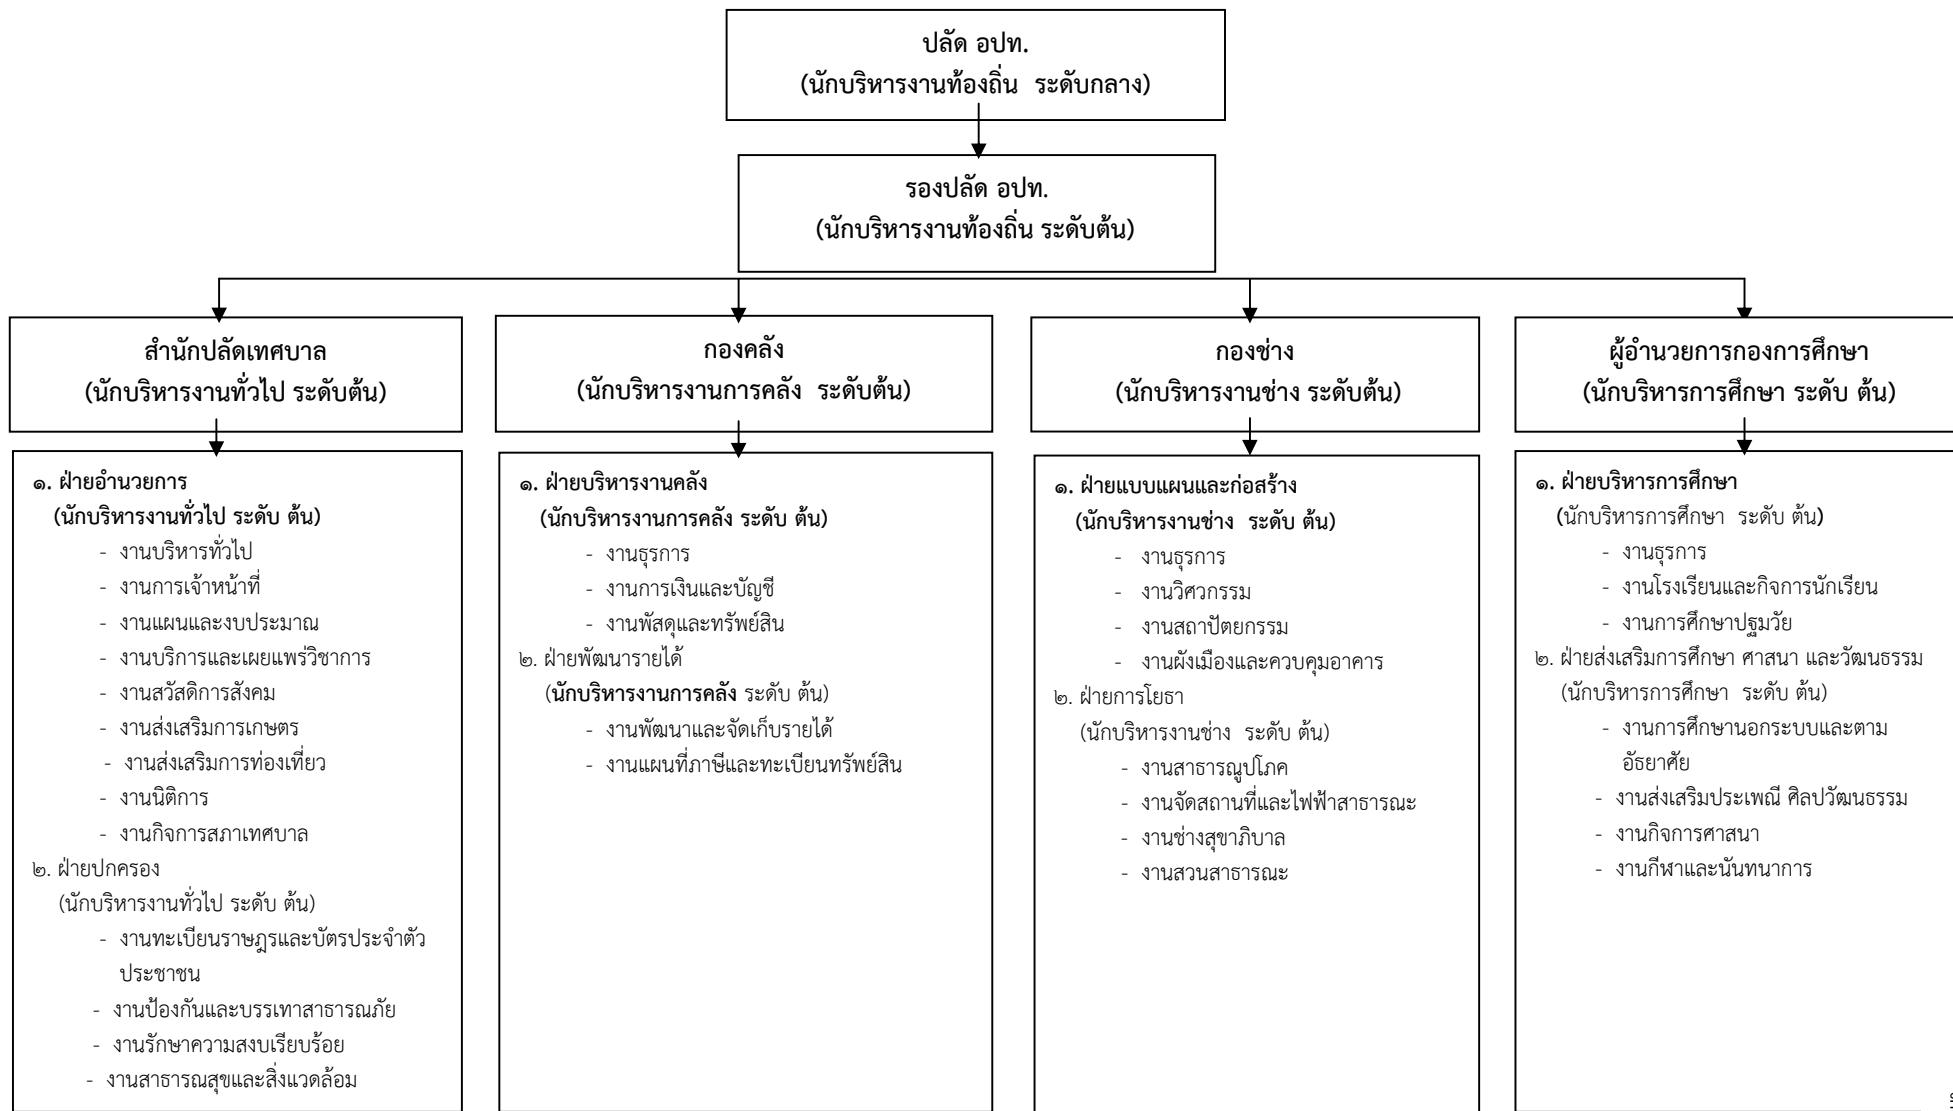 ปลัด อปท.
(นักบริหารงานท้องถิ่น  ระดับกลาง)
รองปลัด อปท.
(นักบริหารงานท้องถิ่น ระดับต้น)
สำนักปลัดเทศบาล
(นักบริหารงานทั่วไป ระดับต้น)
กองคลัง
(นักบริหารงานการคลัง  ระดับต้น)
กองช่าง
(นักบริหารงานช่าง ระดับต้น)
ผู้อำนวยการกองการศึกษา
(นักบริหารการศึกษา ระดับ ต้น)
๑. ฝ่ายอำนวยการ
(นักบริหารงานทั่วไป ระดับ ต้น)
- งานบริหารทั่วไป
- งานการเจ้าหน้าที่
- งานแผนและงบประมาณ
- งานบริการและเผยแพร่วิชาการ
- งานสวัสดิการสังคม
- งานส่งเสริมการเกษตร
- งานส่งเสริมการท่องเที่ยว
- งานนิติการ
- งานกิจการสภาเทศบาล
๒. ฝ่ายปกครอง
(นักบริหารงานทั่วไป ระดับ ต้น)
- งานทะเบียนราษฎรและบัตรประจำตัว
ประชาชน
- งานป้องกันและบรรเทาสาธารณภัย
- งานรักษาความสงบเรียบร้อย
- งานสาธารณสุขและสิ่งแวดล้อม
๑. ฝ่ายบริหารงานคลัง
(นักบริหารงานการคลัง ระดับ ต้น)
- งานธุรการ
- งานการเงินและบัญชี
- งานพัสดุและทรัพย์สิน
๒. ฝ่ายพัฒนารายได้
(นักบริหารงานการคลัง ระดับ ต้น)
- งานพัฒนาและจัดเก็บรายได้
- งานแผนที่ภาษีและทะเบียนทรัพย์สิน
๑. ฝ่ายแบบแผนและก่อสร้าง
(นักบริหารงานช่าง  ระดับ ต้น)
- งานธุรการ
- งานวิศวกรรม
- งานสถาปัตยกรรม
- งานผังเมืองและควบคุมอาคาร
๒. ฝ่ายการโยธา
(นักบริหารงานช่าง  ระดับ ต้น)
- งานสาธารณูปโภค
- งานจัดสถานที่และไฟฟ้าสาธารณะ
- งานช่างสุขาภิบาล
- งานสวนสาธารณะ
๑. ฝ่ายบริหารการศึกษา
(นักบริหารการศึกษา  ระดับ ต้น)
- งานธุรการ
- งานโรงเรียนและกิจการนักเรียน
- งานการศึกษาปฐมวัย
๒. ฝ่ายส่งเสริมการศึกษา ศาสนา และวัฒนธรรม
(นักบริหารการศึกษา  ระดับ ต้น)
- งานการศึกษานอกระบบและตาม
อัธยาศัย
- งานส่งเสริมประเพณี ศิลปวัฒนธรรม
- งานกิจการศาสนา
- งานกีฬาและนันทนาการ